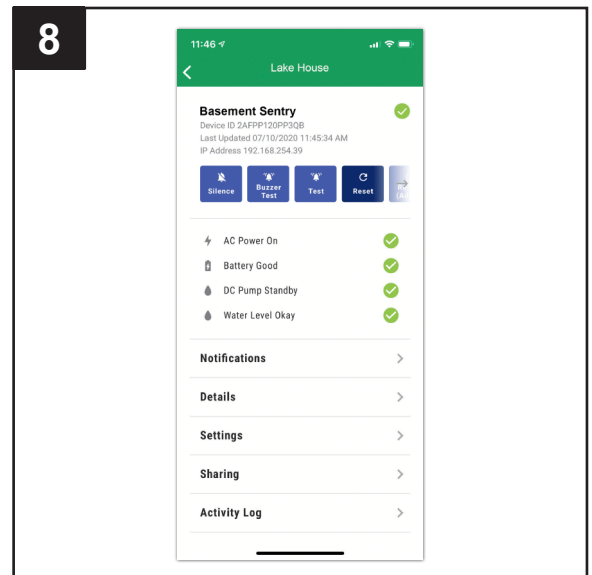 8
11:46
Lake House
Basement Sentry
Device ID 2AFPP120PP3QB
Last Updated 07/10/2020 11:45:34 AM
IP Address 192.168.254.39
Silence
Buzzer
Test
Test
Reset
AC Power On
Battery Good
DC Pump Standby
Water Level Okay
Notifications
Details
Settings
Sharing
Activity Log